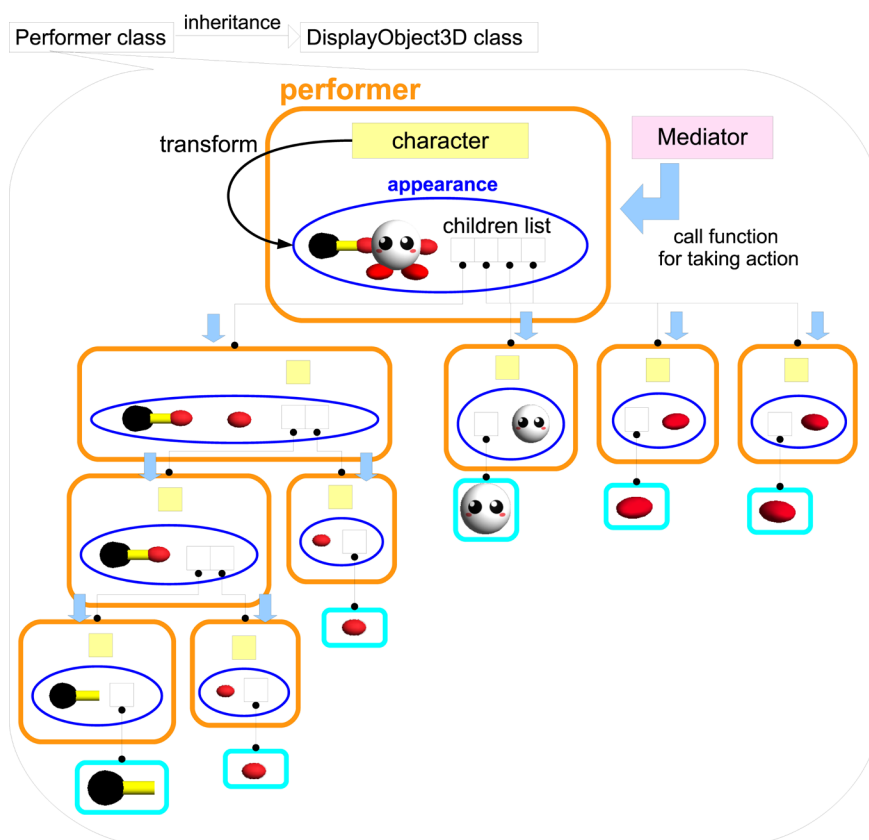 Performer class
inheritance
DisplayObject3D class
performer
transform
character
Mediator
appearance
children list
call function
for taking action